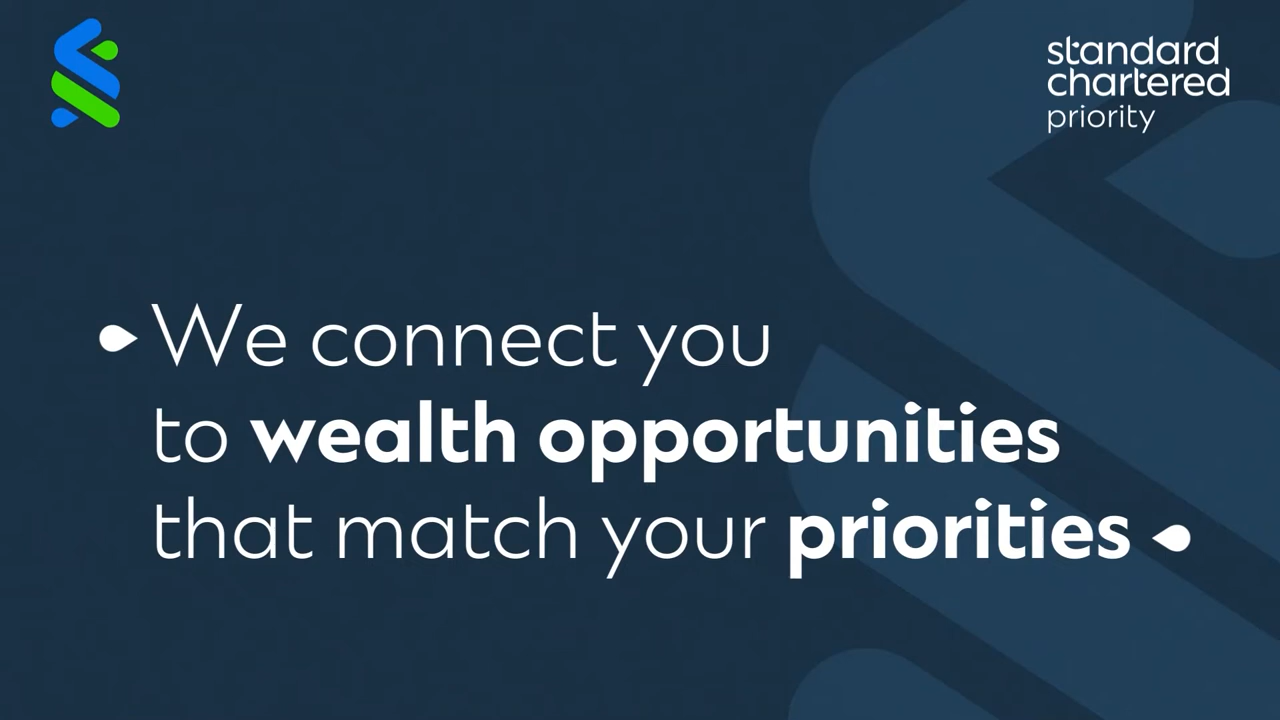 standard
chartered
priority
We connect you
to wealth opportunities
that match your priorities